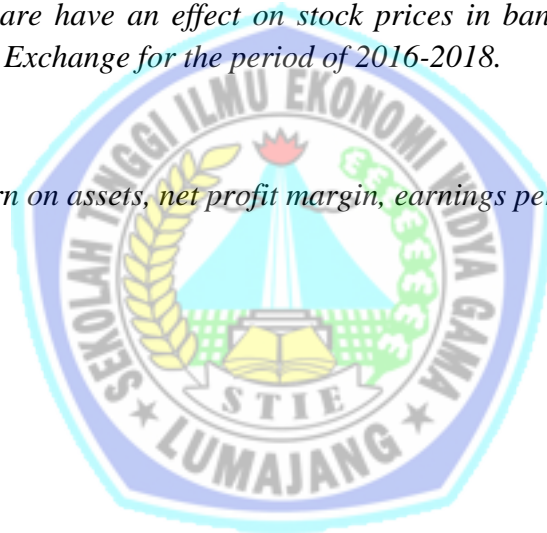 are have an effect on stock prices in ban
Exchange for the period of 2016-2018.
rn on assets, net profit margin, earnings pe
SEKOLAH TINGGI ILMU EKONOMI WIDYA GAMA
STIE
LUMAJANG